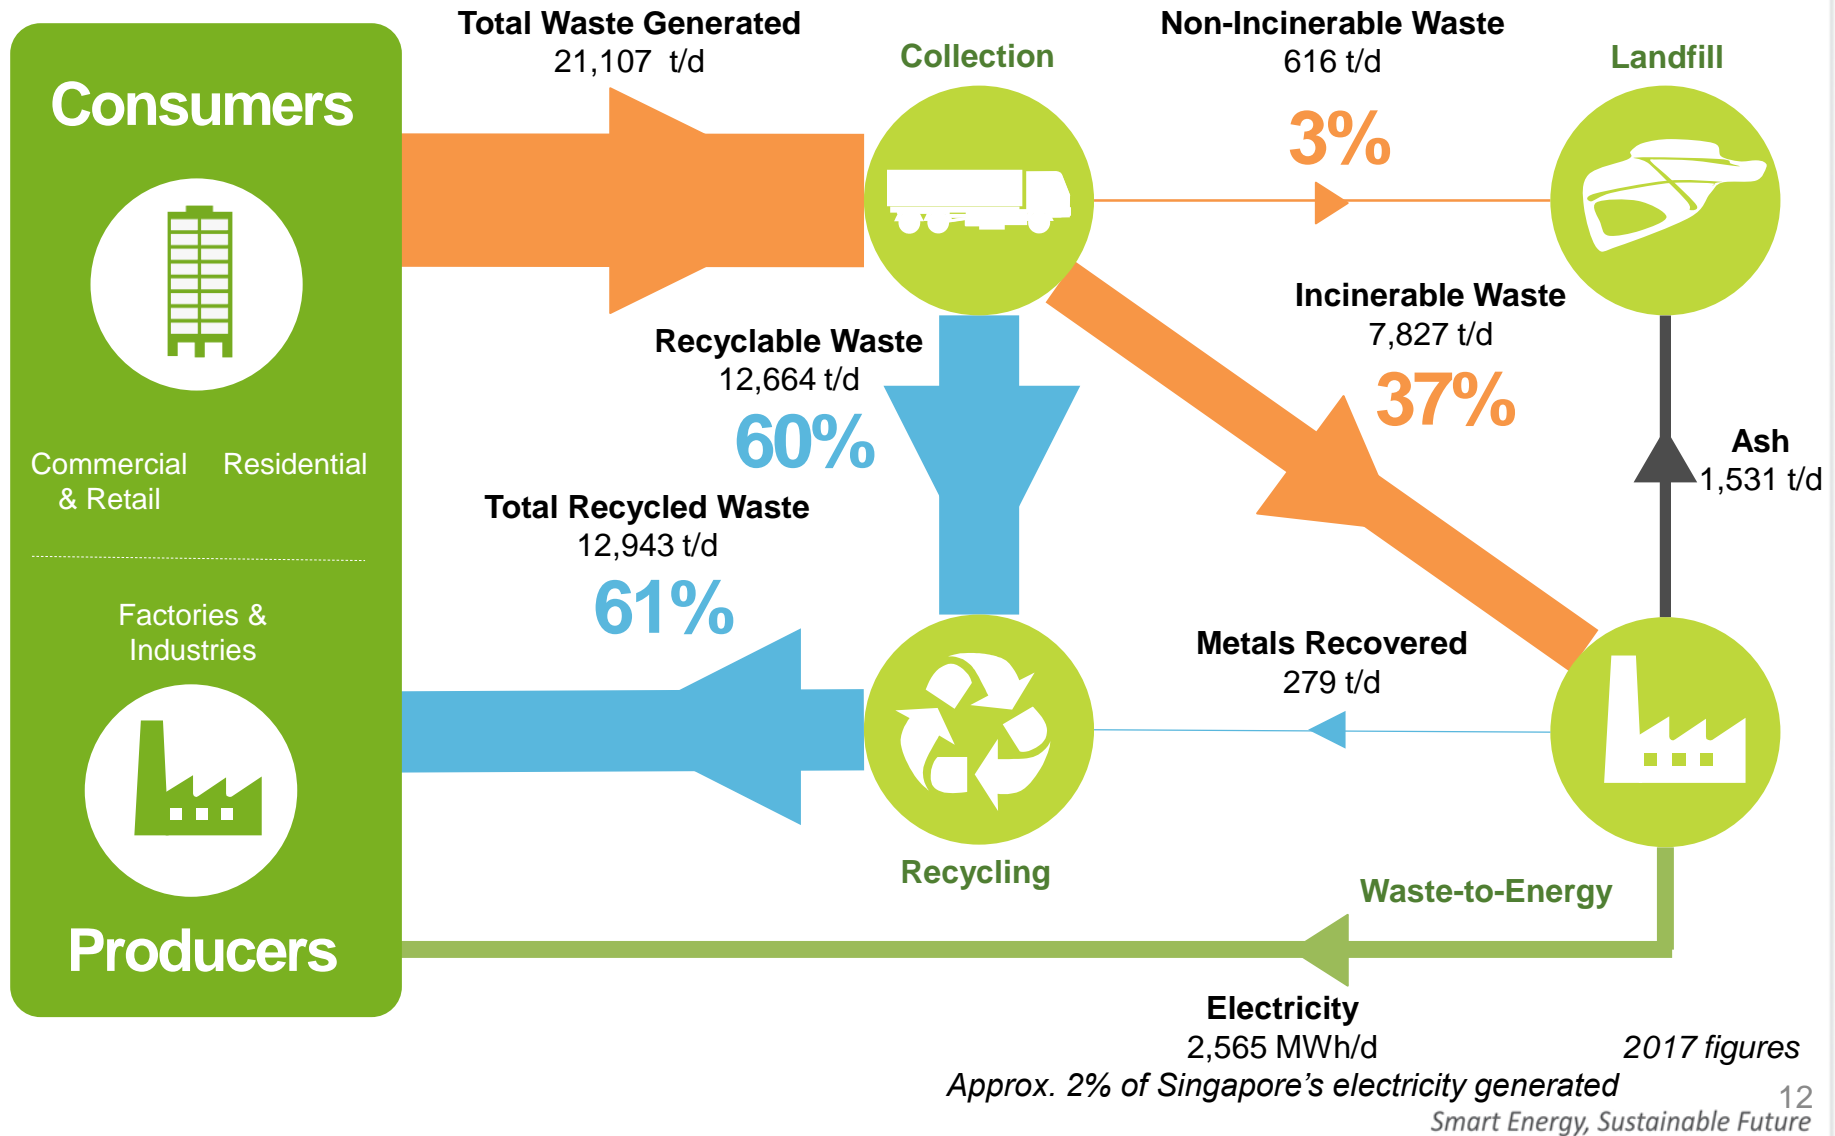 Total Waste Generated
21,107 t/d
Collection
Non-Incinerable Waste
616 t/d
3%
Landfill
Consumers
Commercial
& Retail
Residential
Factories &
Industries
Producers
Recyclable Waste
12,664 t/d
60%
Incinerable Waste
7,827 t/d
37%
Ash
1,531 t/d
Total Recycled Waste
12,943 t/d
61%
Metals Recovered
279 t/d
Recycling
Waste-to-Energy
Electricity
2,565 MWh/d
2017 figures
Approx. 2% of Singapore's electricity generated
12
Smart Energy, Sustainable Future